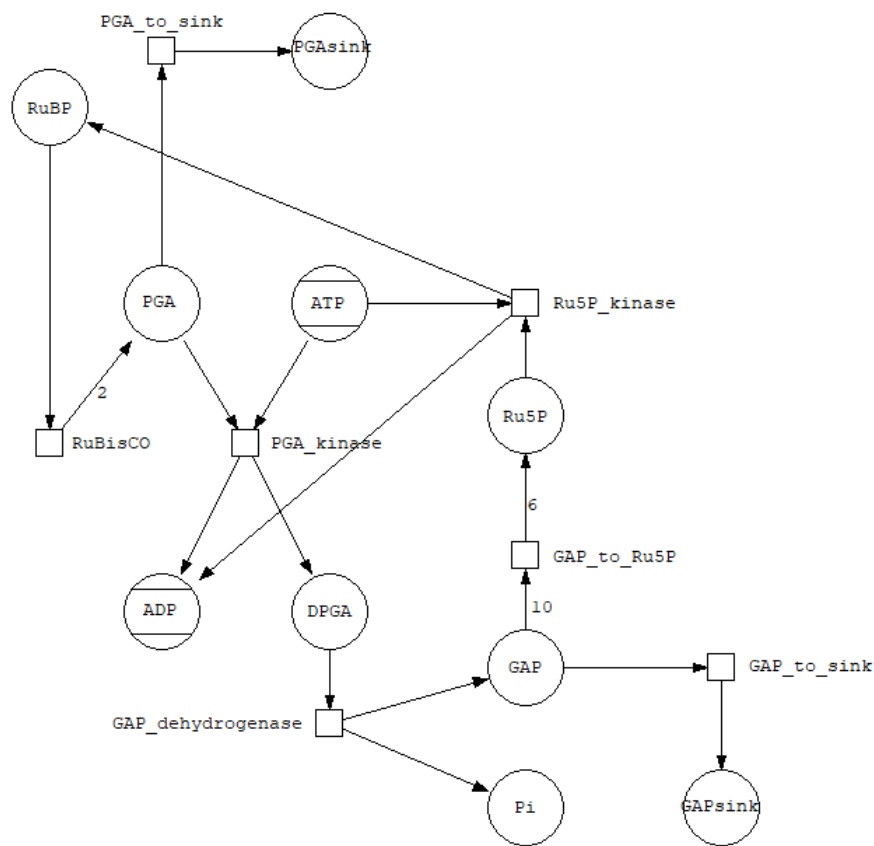 PGA_to_sink
PGAsink
RuBP
PGA
ATP
Ru5P_kinase
2
Ru5P
RuBisCO
PGA_kinase
6
GAP_to_Ru5P
ADP
DPGA
10
GAP
GAP_to_sink
GAP_dehydrogenase
Pi
GAPsink